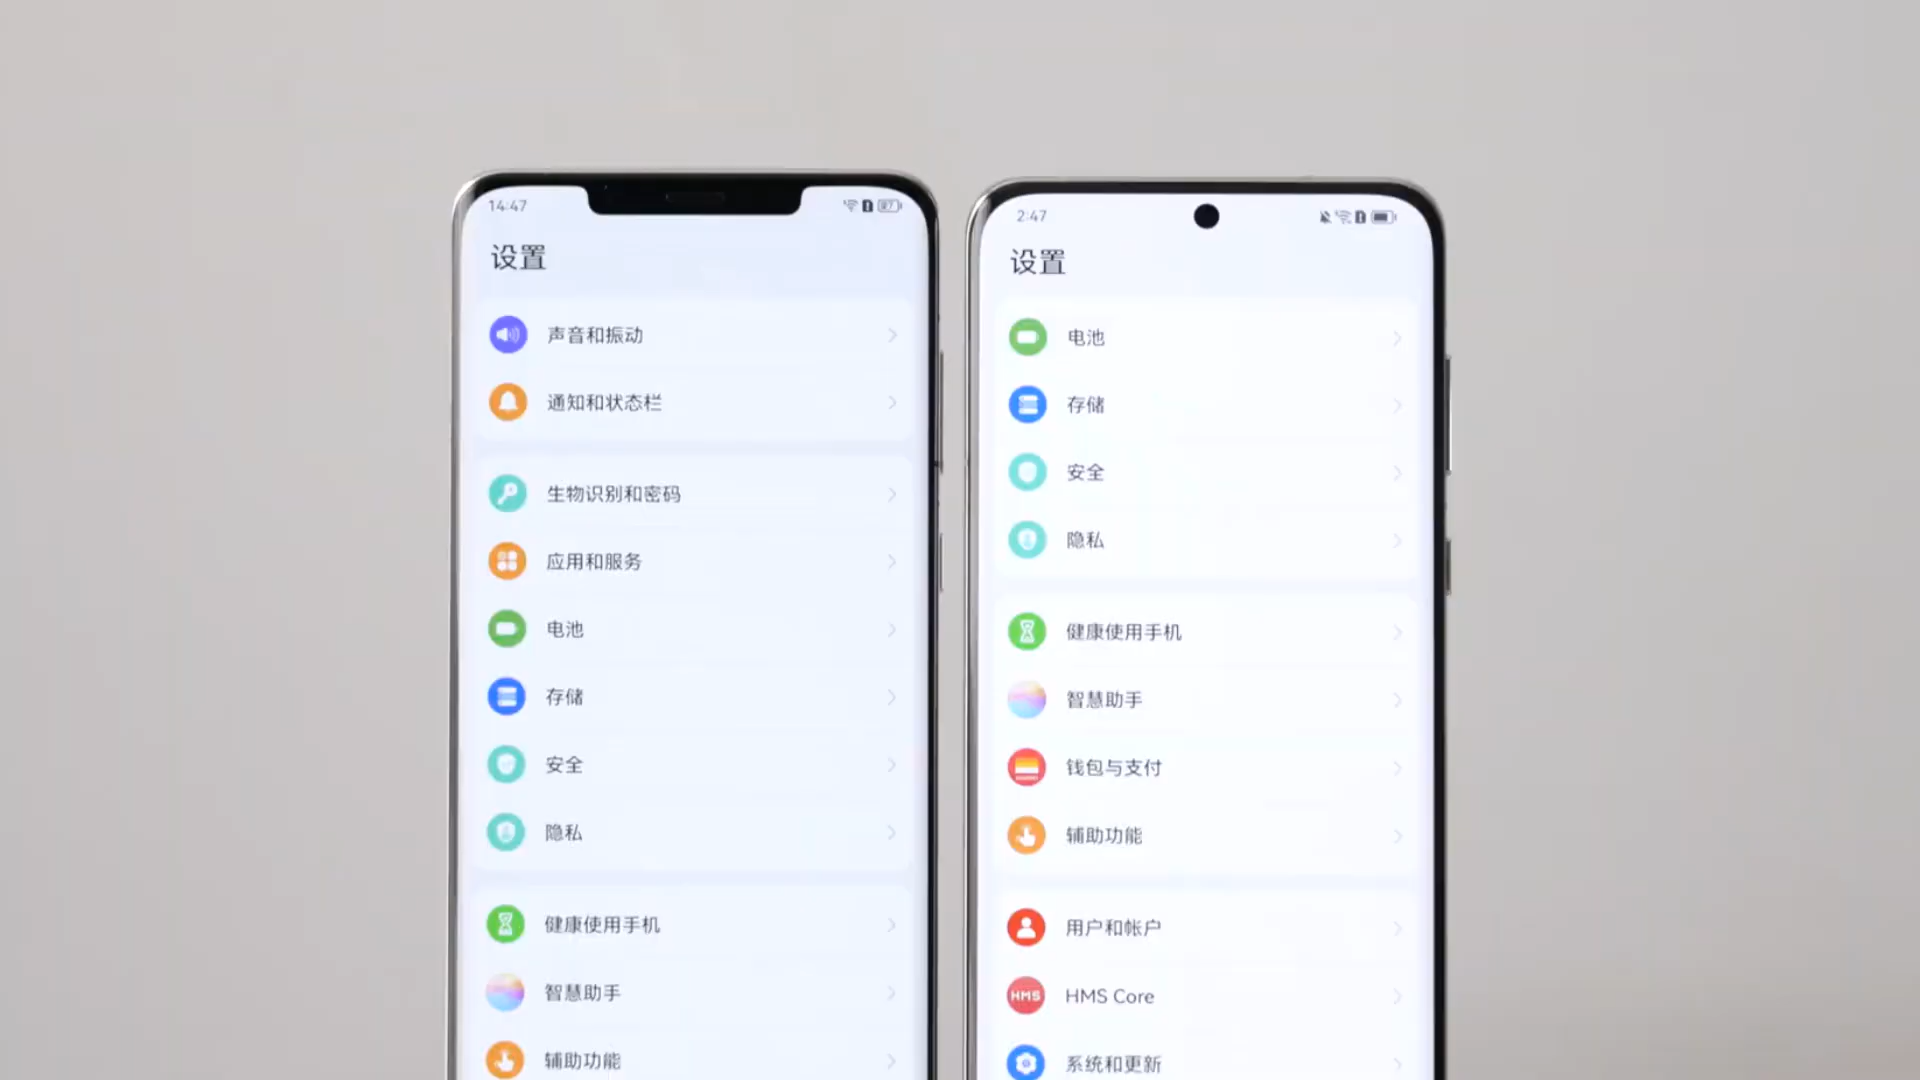 14:47
87
设置
声音和振动
通知和状态栏
生物识别和密码
应用和服务
电池
存储
安全
隐私
健康使用手机
智慧助手
辅助功能
2:47
设置
电池
存储
安全
隐私
健康使用手机
智慧助手
钱包与支付
辅助功能
用户和帐户
HMS
HMS Core
系统和更新